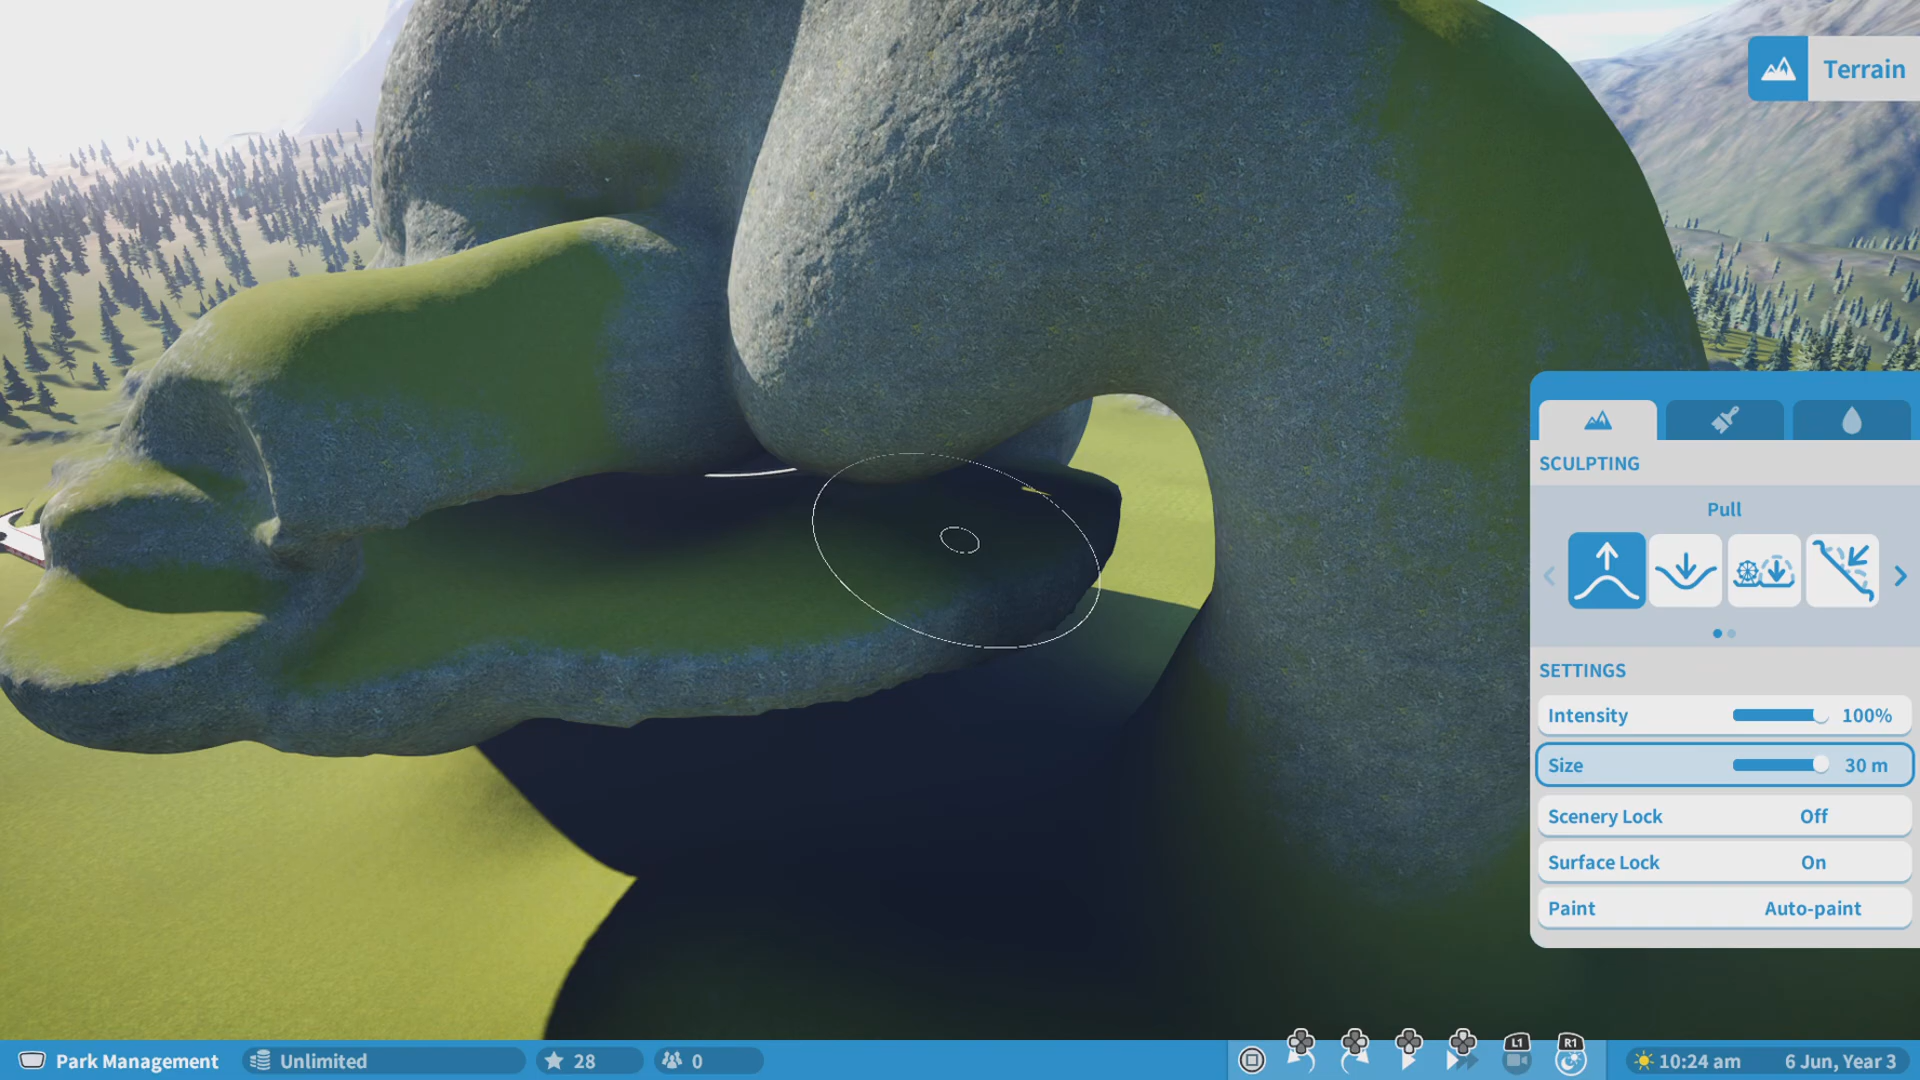 Terrain
SCULPTING
Pull
SETTINGS
Intensity 100%
Size 30 m
Scenery Lock Off
Surface Lock On
Paint Auto-paint
L1 R1
Park Management Unlimited 28 0 10:24 am 6 Jun, Year 3